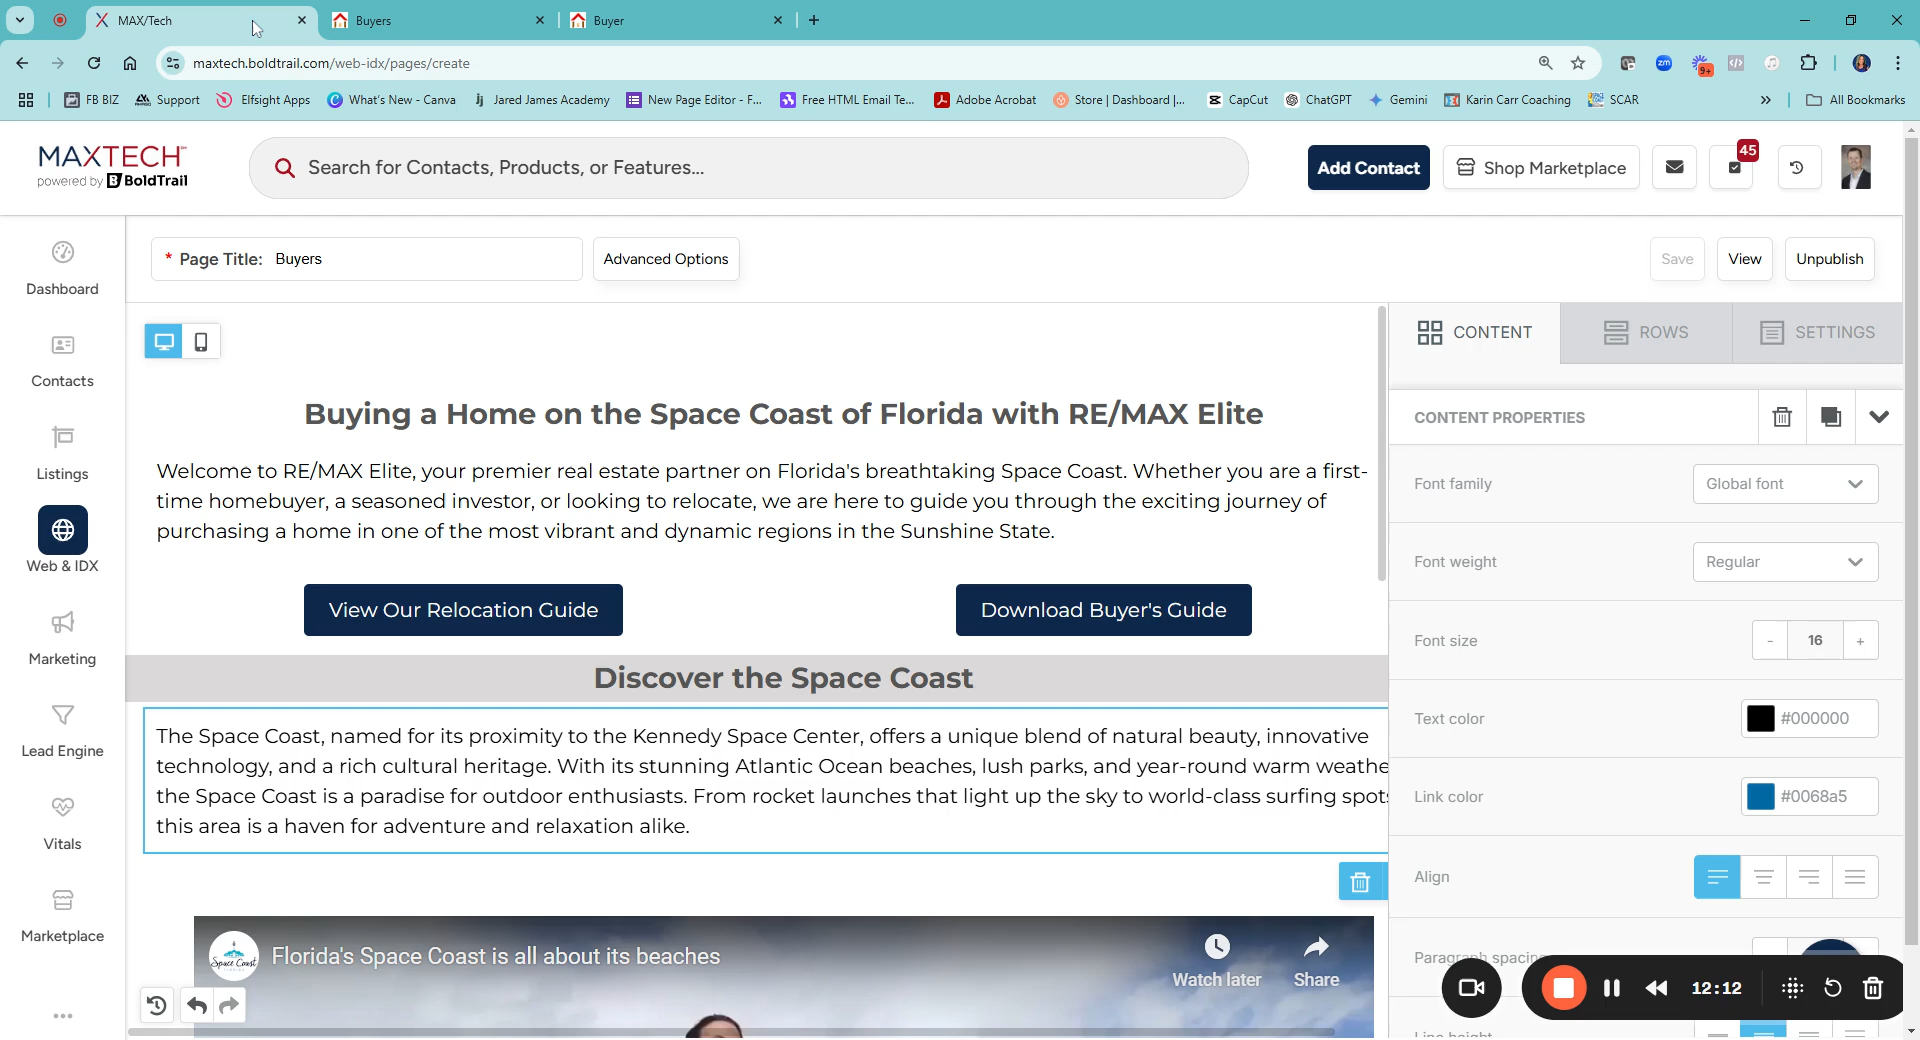 MAX/Tech
Buyers
Buyer
maxtech.boldtrail.com/web-idx/pages/create
9+
FB BIZ
Support
Elfsight Apps
What's New - Canva
Jared James Academy
New Page Editor - F...
Free HTML Email Te...
Adobe Acrobat
Store | Dashboard |...
CapCut
ChatGPT
Gemini
Karin Carr Coaching
SCAR
All Bookmarks
MAXTECH
powered by BoldTrail
Search for Contacts, Products, or Features...
Add Contact
Shop Marketplace
45
* Page Title: Buyers
Advanced Options
Save
View
Unpublish
Dashboard
Contacts
Listings
Web & IDX
Marketing
Lead Engine
Vitals
Marketplace
Buying a Home on the Space Coast of Florida with RE/MAX Elite
Welcome to RE/MAX Elite, your premier real estate partner on Florida's breathtaking Space Coast. Whether you are a first-
time homebuyer, a seasoned investor, or looking to relocate, we are here to guide you through the exciting journey of
purchasing a home in one of the most vibrant and dynamic regions in the Sunshine State.
View Our Relocation Guide
Download Buyer's Guide
Discover the Space Coast
The Space Coast, named for its proximity to the Kennedy Space Center, offers a unique blend of natural beauty, innovative
technology, and a rich cultural heritage. With its stunning Atlantic Ocean beaches, lush parks, and year-round warm weathe
the Space Coast is a paradise for outdoor enthusiasts. From rocket launches that light up the sky to world-class surfing spots
this area is a haven for adventure and relaxation alike.
Space Coast
FLORIDA
Florida's Space Coast is all about its beaches
Watch later
Share
CONTENT
ROWS
SETTINGS
CONTENT PROPERTIES
Font family
Global font
Font weight
Regular
Font size
- 16 +
Text color
#000000
Link color
#0068a5
Align
Paragraph spacing
Line height
12:12
zm